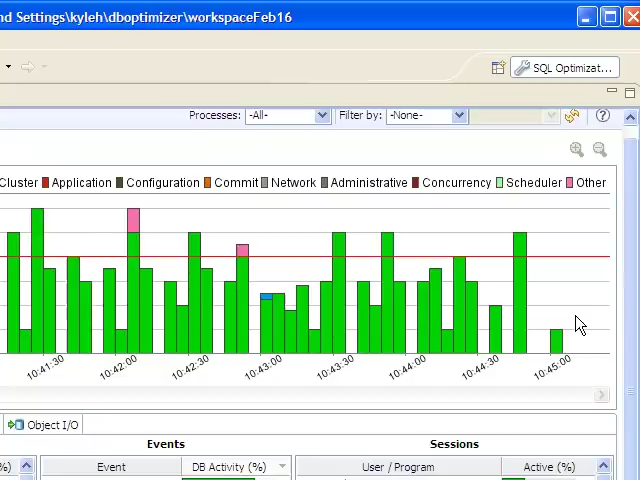 nd Settings\kyleh\dboptimizer\workspaceFeb16
SQL Optimizat...
Processes: -All- Filter by: -None-
Cluster Application Configuration Commit Network Administrative Concurrency Scheduler Other
10:41:30 10:42:00 10:42:30 10:43:00 10:43:30 10:44:00 10:44:30 10:45:00
Object I/O
Events Sessions
%) Event DB Activity (%) User / Program Active (%)